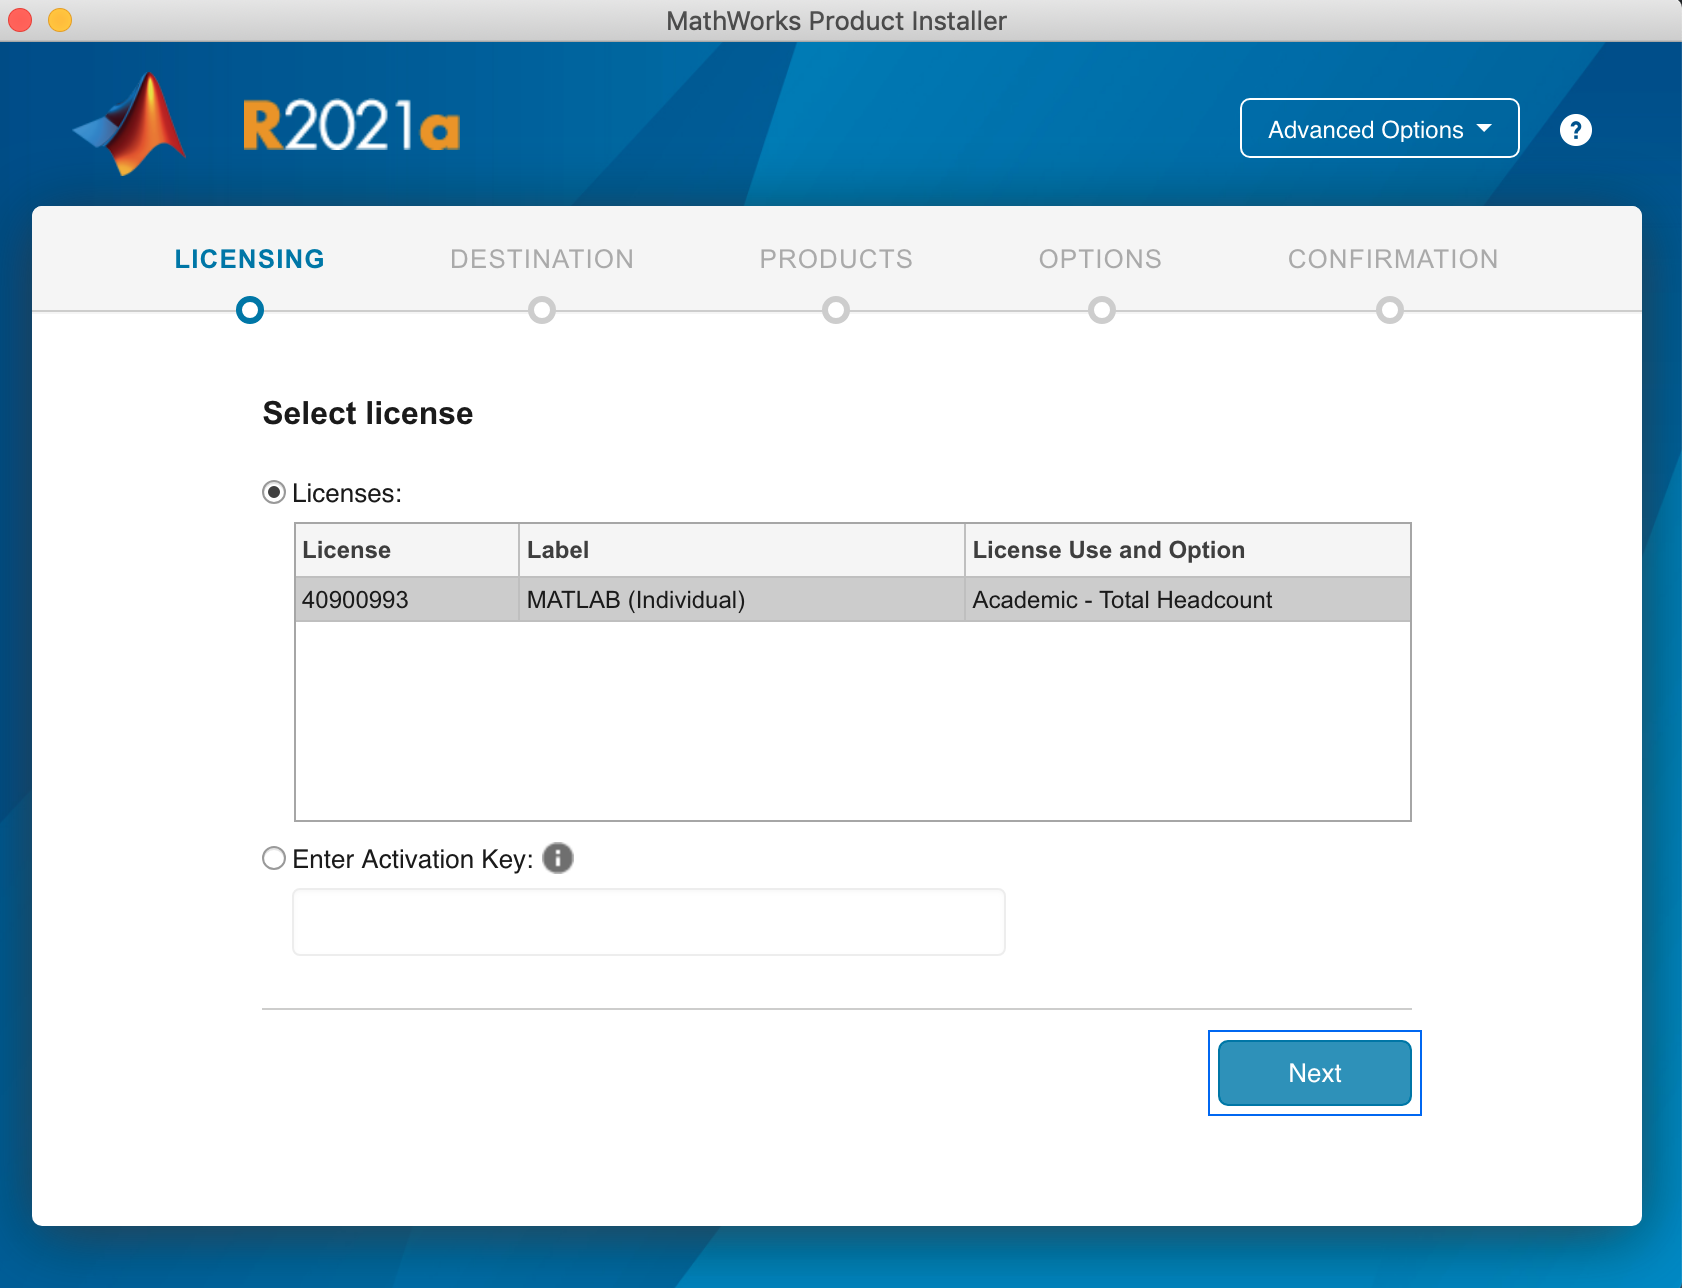 MathWorks Product Installer
R2021a
Advanced Options
?
LICENSING DESTINATION PRODUCTS OPTIONS CONFIRMATION
Select license
Licenses:
License Label License Use and Option
40900993 MATLAB (Individual) Academic - Total Headcount
Enter Activation Key: i
Next